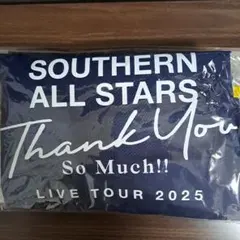 SOUTHERN
ALL STARS
Thank You
So Much!!
LIVE TOUR 2025